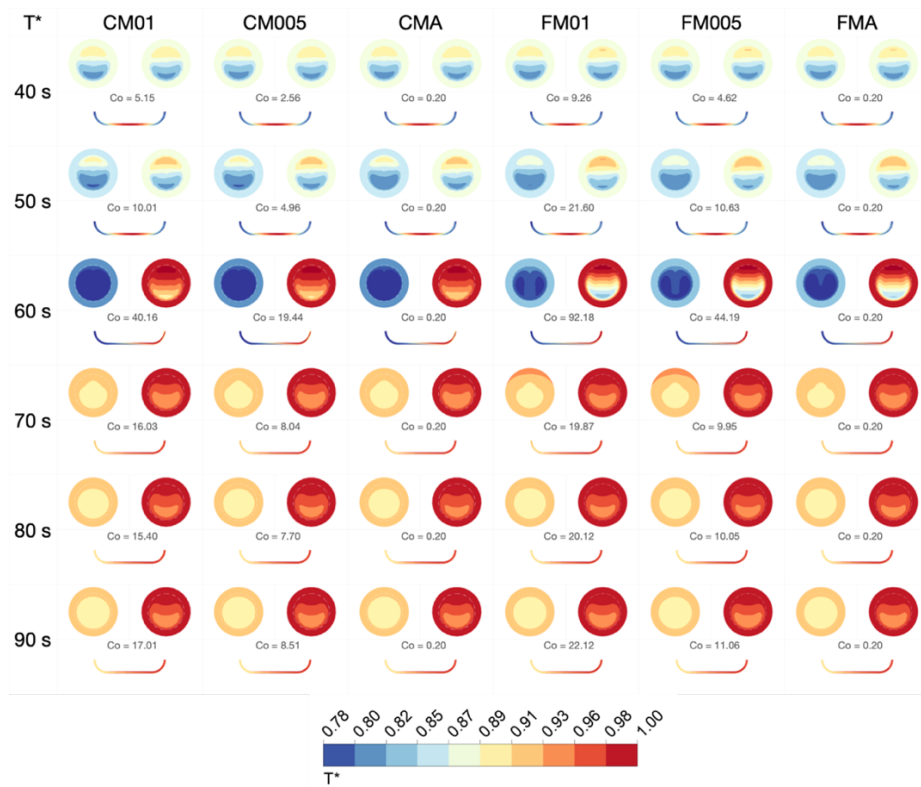 T* CM01 CM005 CMA FM01 FM005 FMA
40 s Co = 5.15 Co = 2.56 Co = 0.20 Co = 9.26 Co = 4.62 Co = 0.20
50 s Co = 10.01 Co = 4.96 Co = 0.20 Co = 21.60 Co = 10.63 Co = 0.20
60 s Co = 40.16 Co = 19.44 Co = 0.20 Co = 92.18 Co = 44.19 Co = 0.20
70 s Co = 16.03 Co = 8.04 Co = 0.20 Co = 19.87 Co = 9.95 Co = 0.20
80 s Co = 15.40 Co = 7.70 Co = 0.20 Co = 20.12 Co = 10.05 Co = 0.20
90 s Co = 17.01 Co = 8.51 Co = 0.20 Co = 22.12 Co = 11.06 Co = 0.20
0.78 0.80 0.82 0.85 0.87 0.89 0.91 0.93 0.96 0.98 1.00
T*